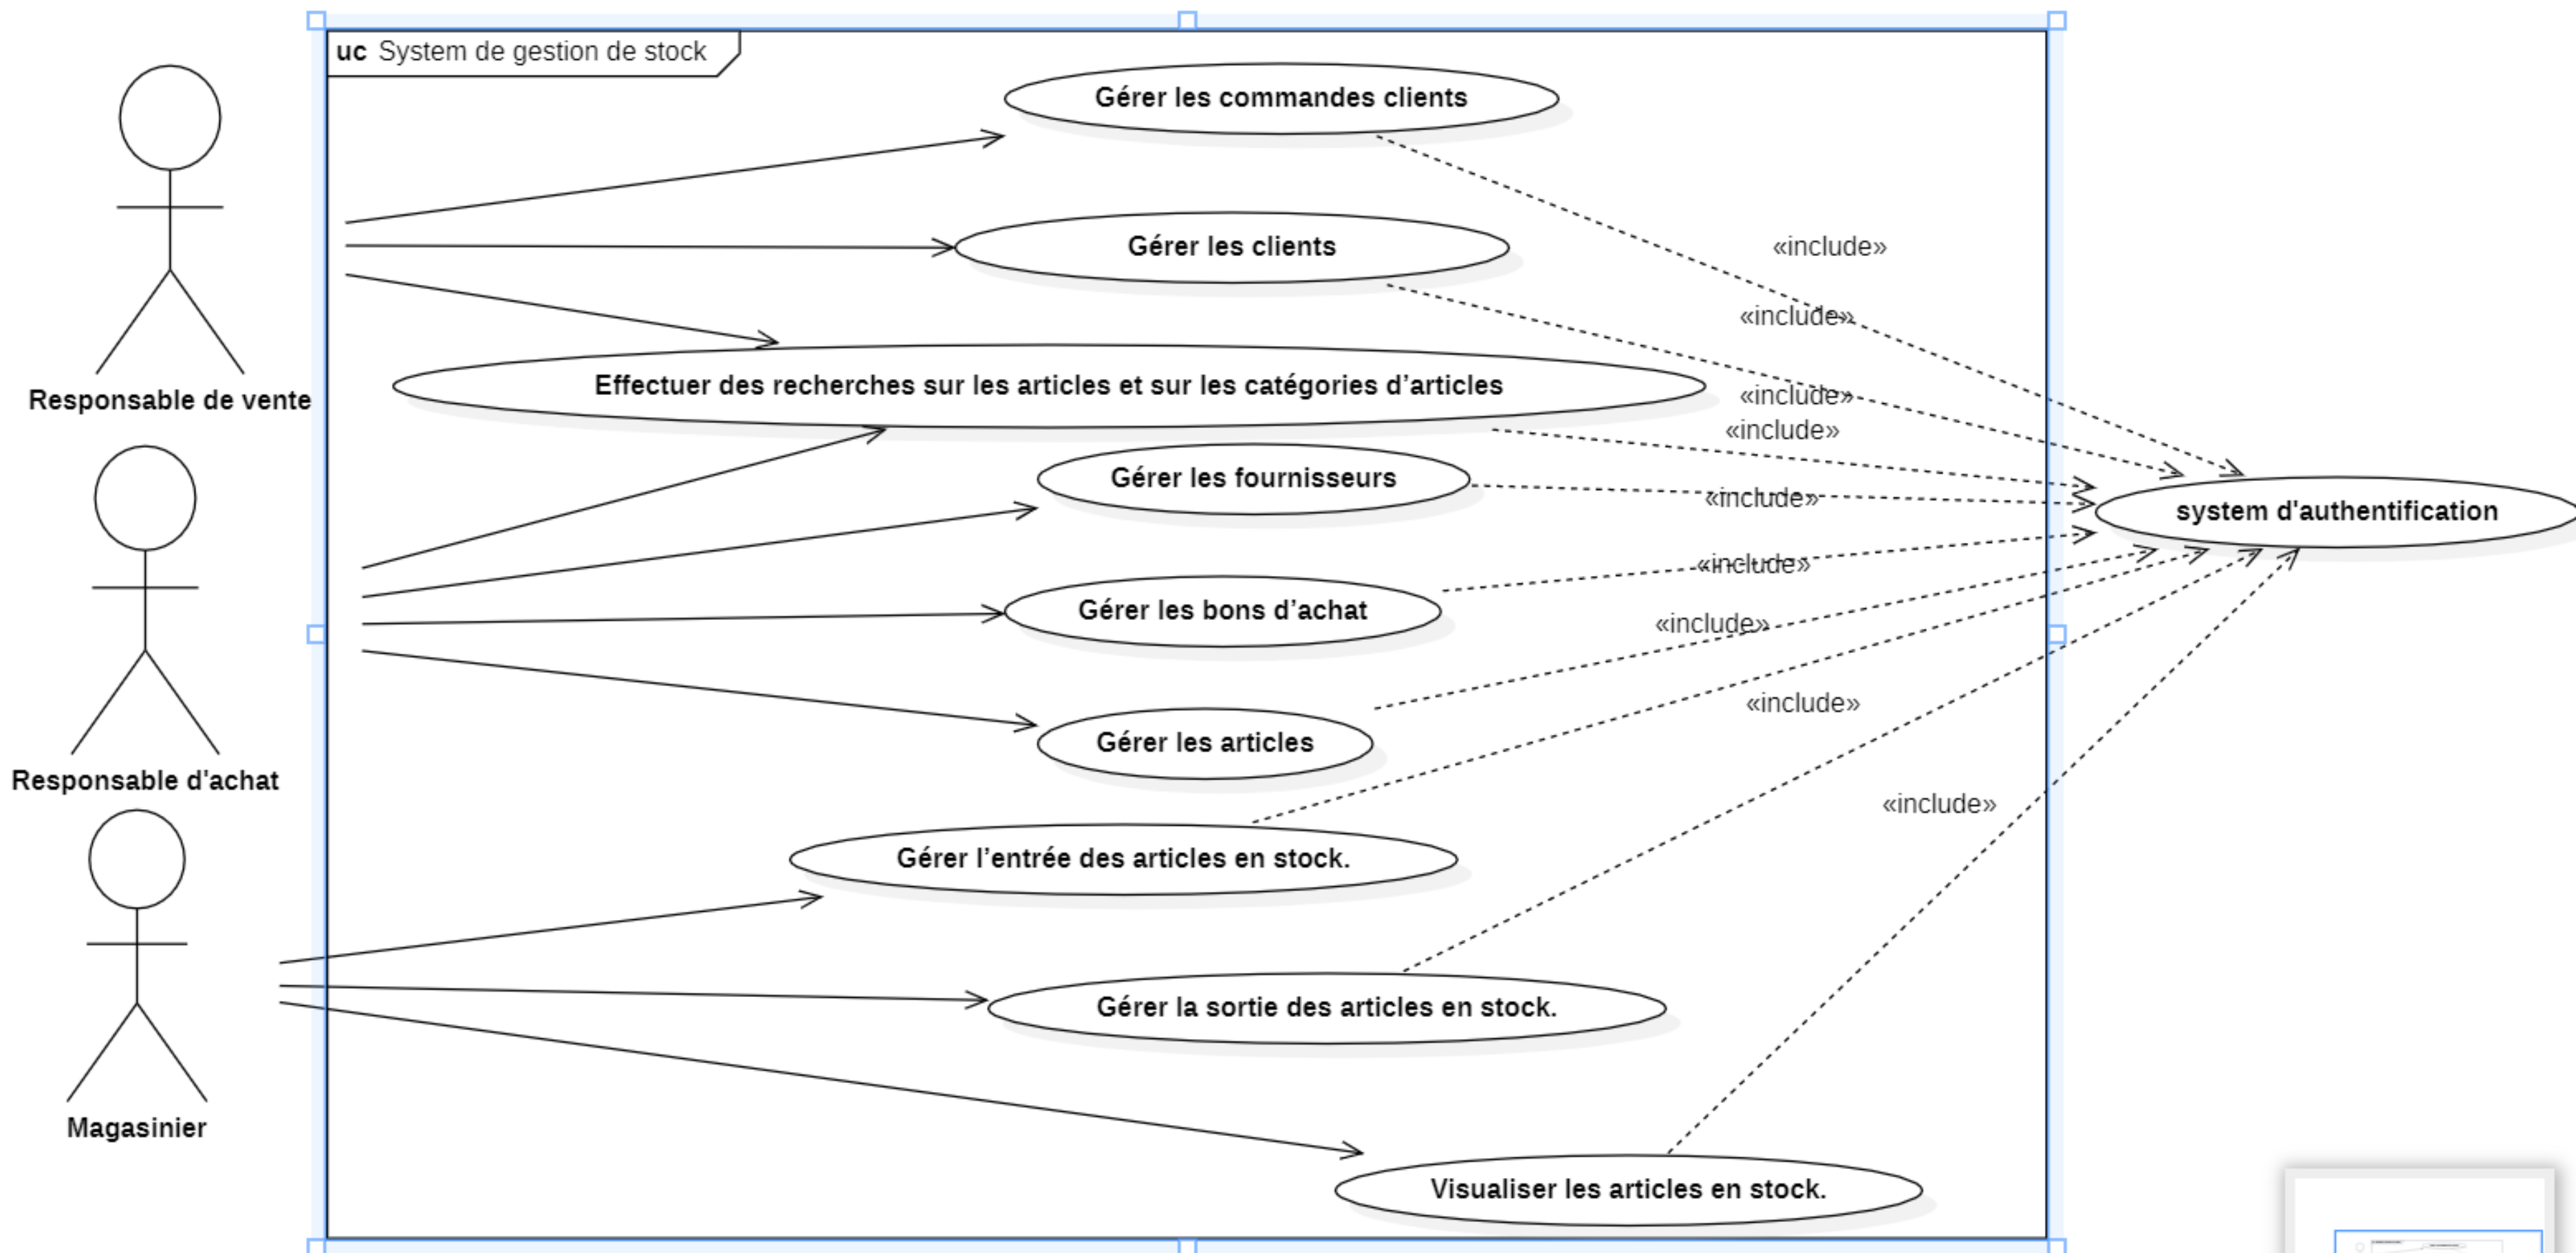 uc System de gestion de stock
Gérer les commandes clients
Gérer les clients
«include»
«include»
Effectuer des recherches sur les articles et sur les catégories d’articles
«include»
Responsable de vente
«include»
Gérer les fournisseurs
«include»
system d'authentification
«include»
Gérer les bons d’achat
«include»
«include»
Gérer les articles
Responsable d'achat
«include»
Gérer l’entrée des articles en stock.
Gérer la sortie des articles en stock.
Magasinier
Visualiser les articles en stock.